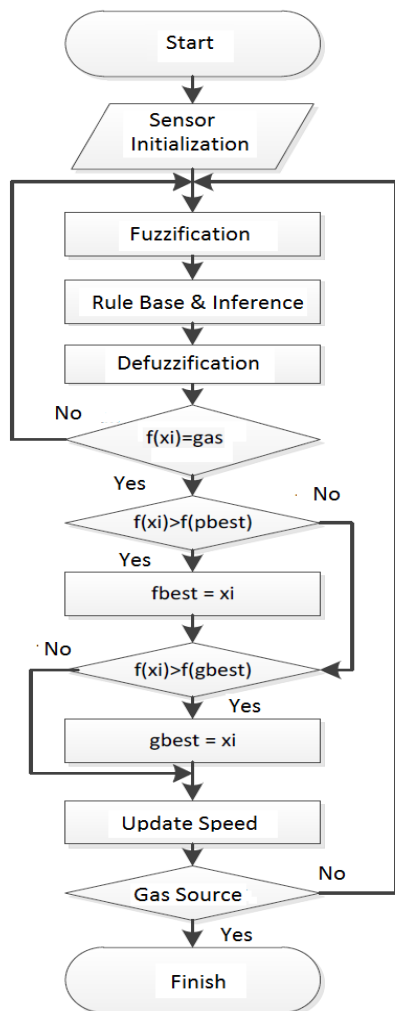 Start
Sensor
Initialization
Fuzzification
Rule Base & Inference
Defuzzification
No
f(xi)=gas
Yes
No
f(xi)>f(pbest)
Yes
fbest = xi
No
f(xi)>f(gbest)
Yes
gbest = xi
Update Speed
No
Gas Source
Yes
Finish